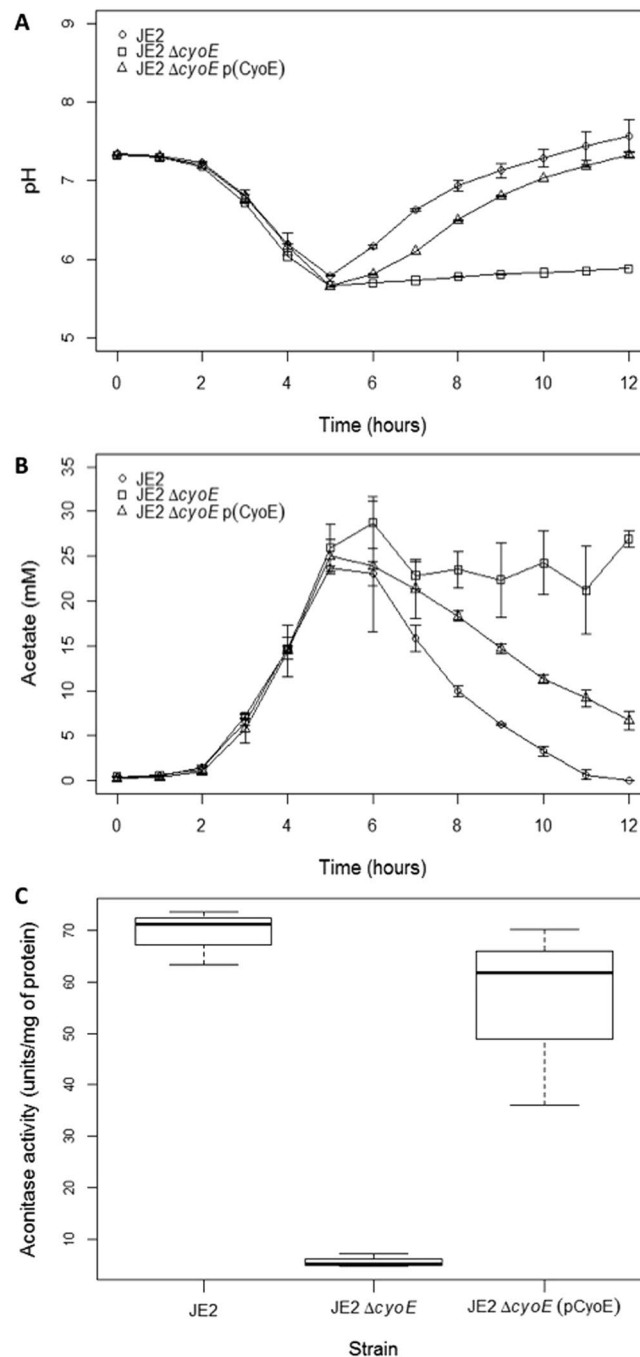 A
JE2
JE2 ΔcyoE
JE2 ΔcyoE p(CyoE)
9
8
7
6
5
pH
0 2 4 6 8 10 12
Time (hours)
B
JE2
JE2 ΔcyoE
JE2 ΔcyoE p(CyoE)
35
30
25
20
15
10
5
0
Acetate (mM)
0 2 4 6 8 10 12
Time (hours)
C
70
60
50
40
30
20
10
Aconitase activity (units/mg of protein)
JE2 JE2 ΔcyoE JE2 ΔcyoE (pCyoE)
Strain